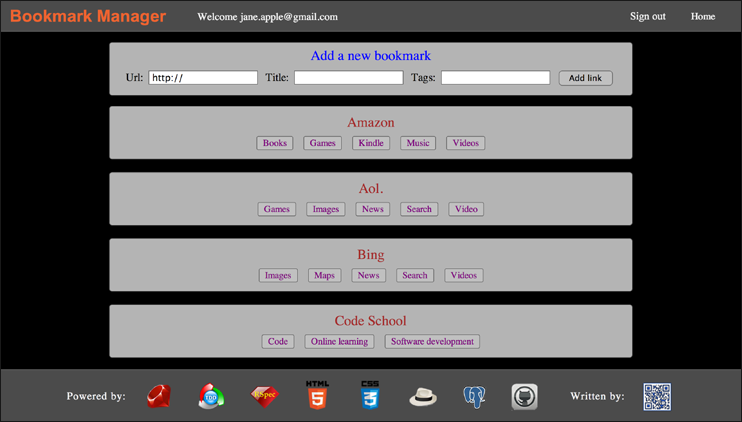 Bookmark Manager Welcome jane.apple@gmail.com Sign out Home
Add a new bookmark
Url: http:// Title: Tags: Add link
Amazon
Books Games Kindle Music Videos
Aol.
Games Images News Search Video
Bing
Images Maps News Search Videos
Code School
Code Online learning Software development
Powered by: TDD RSpec HTML 5 CSS 3 Written by: